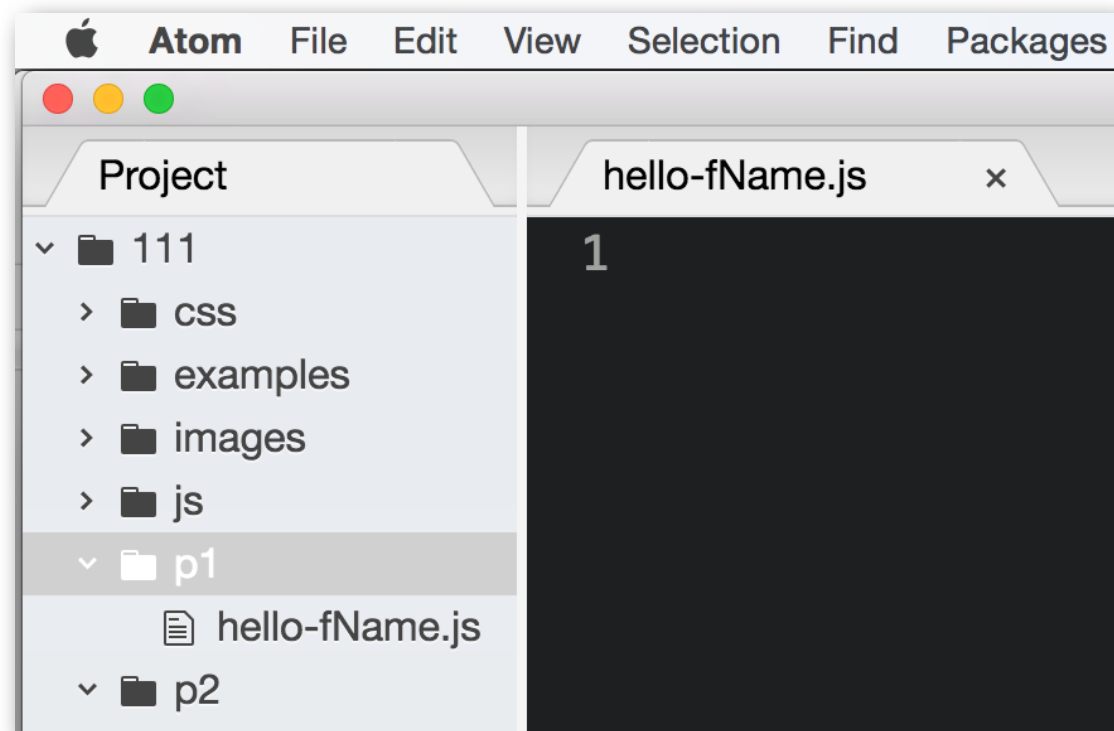 Atom File Edit View Selection Find Packages
Project
hello-fName.js ×
111
1
css
examples
images
js
p1
hello-fName.js
p2